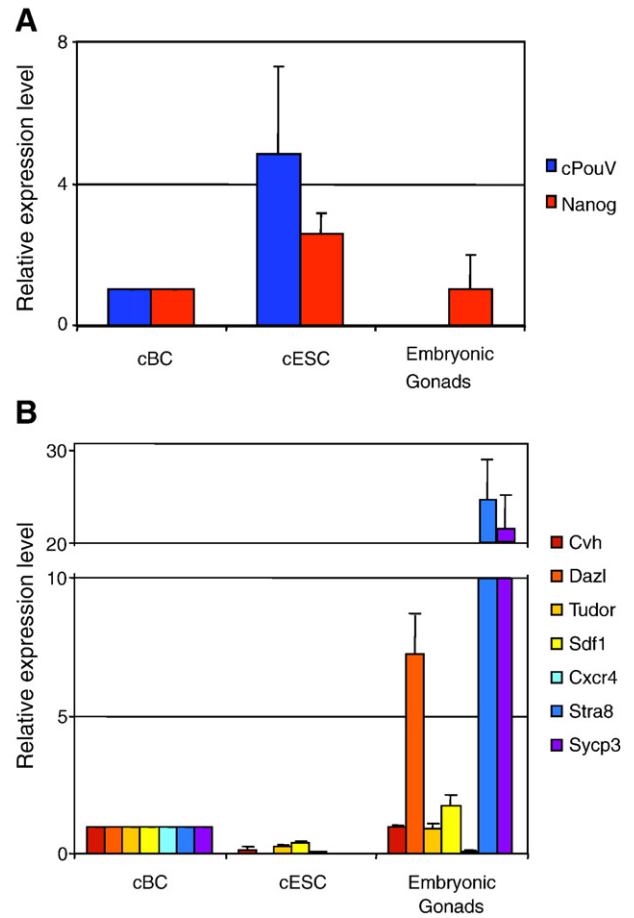 A
Relative expression level
8
4
0
cBC
cESC
Embryonic
Gonads
cPouV
Nanog
B
Relative expression level
30
20
10
5
0
cBC
cESC
Embryonic
Gonads
Cvh
Dazl
Tudor
Sdf1
Cxcr4
Stra8
Sycp3